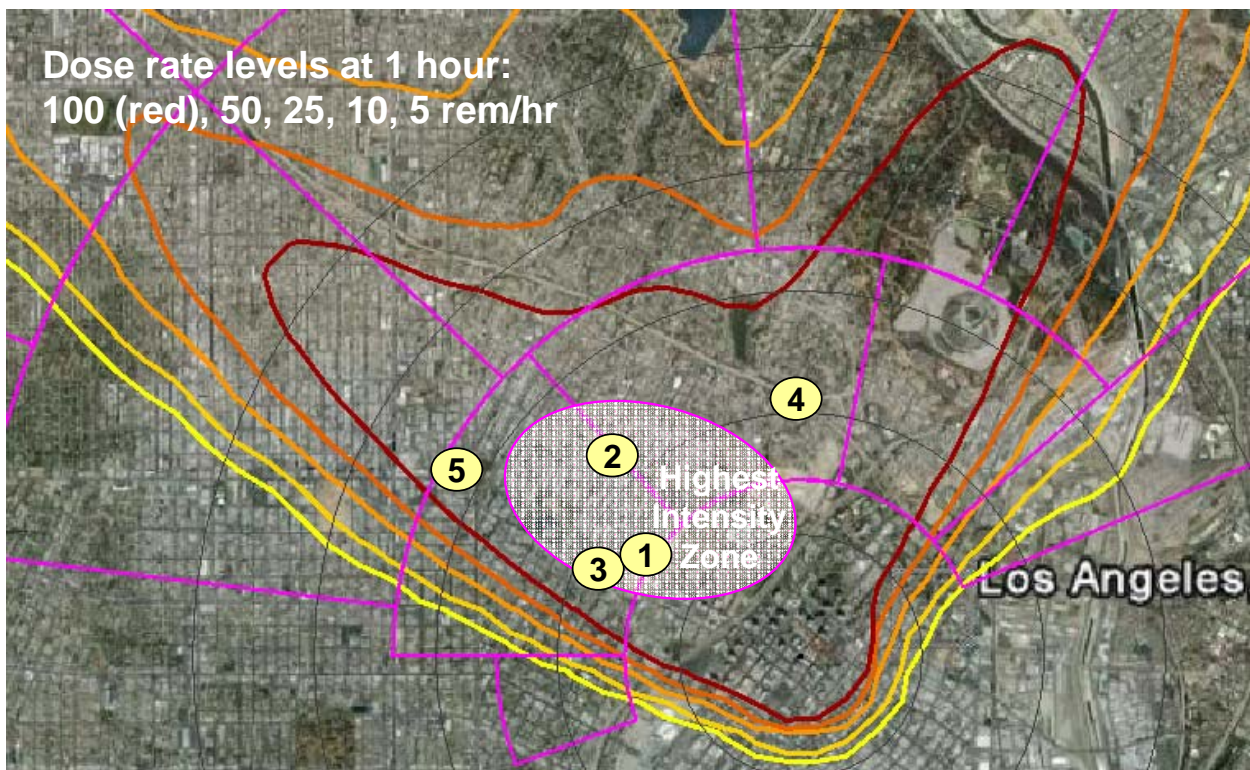 Dose rate levels at 1 hour:
100 (red), 50, 25, 10, 5 rem/hr
4
2
5
Highest
Intensity
Zone
1
3
Los Angeles